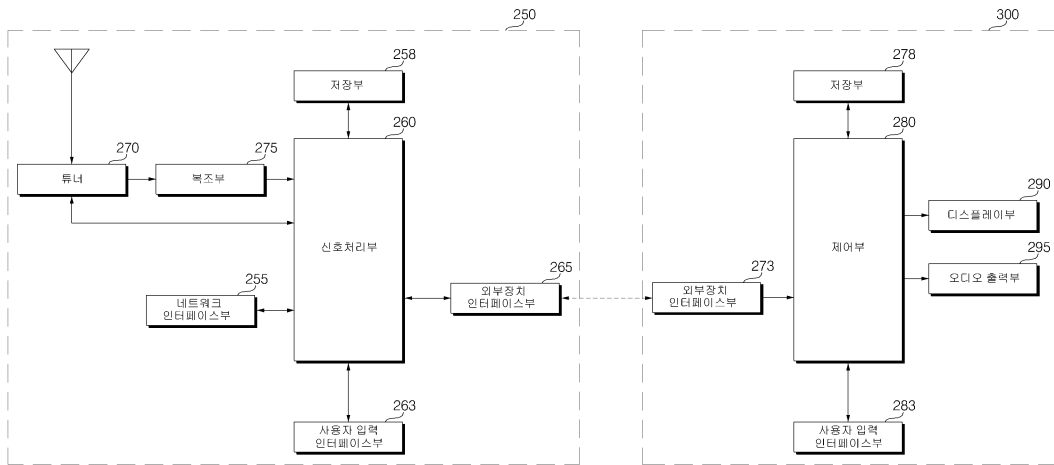 250
300
258
저장부
278
저장부
260
280
270
튜너
275
복조부
신호처리부
제어부
290
디스플레이부
295
오디오 출력부
255
네트워크
인터페이스부
265
외부장치
인터페이스부
273
외부장치
인터페이스부
263
사용자 입력
인터페이스부
283
사용자 입력
인터페이스부